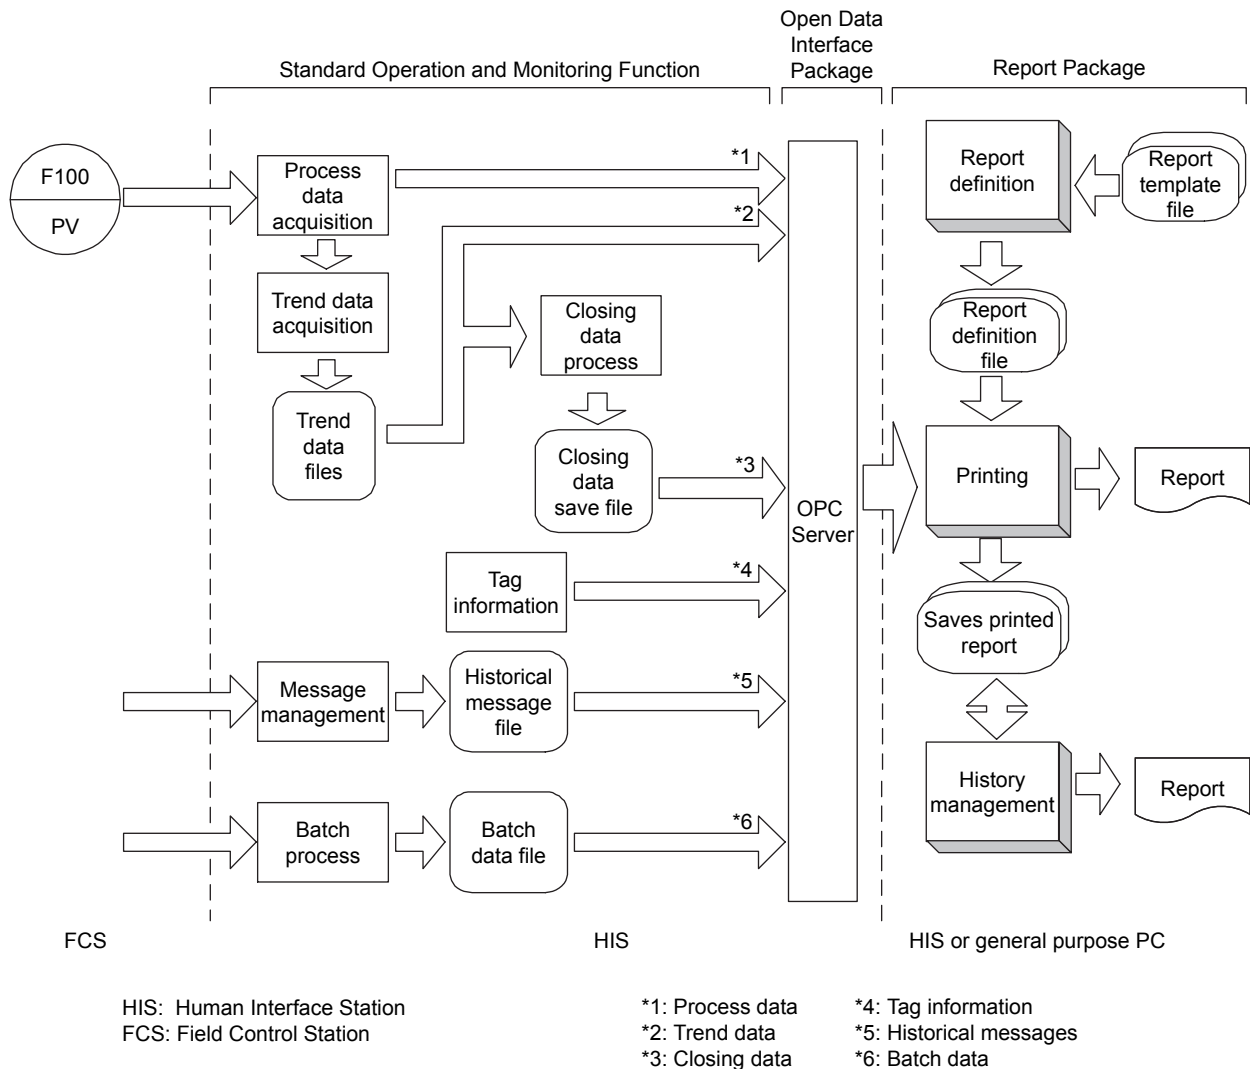 Open Data
Interface
Package
Standard Operation and Monitoring Function
Report Package
F100
PV
Process
data
acquisition
*1
*2
Report
definition
Report
template
file
Trend data
acquisition
Closing
data
process
Report
definition
file
Trend
data
files
Closing
data
save file
*3
OPC
Server
Printing
Report
Tag
information
*4
Saves printed
report
Message
management
Historical
message
file
*5
History
management
Report
Batch
process
Batch
data file
*6
FCS
HIS
HIS or general purpose PC
HIS: Human Interface Station
FCS: Field Control Station
*1: Process data
*2: Trend data
*3: Closing data
*4: Tag information
*5: Historical messages
*6: Batch data